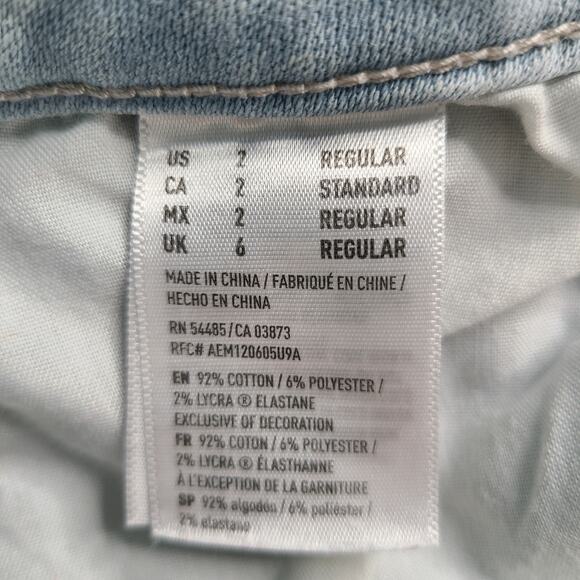 US 2 REGULAR
CA 2 STANDARD
MX 2 REGULAR
UK 6 REGULAR
MADE IN CHINA / FABRIQUÉ EN CHINE /
HECHO EN CHINA
RN 54485 / CA 03873
RFC# AEM120605U9A
EN 92% COTTON / 6% POLYESTER /
2% LYCRA ® ELASTANE
EXCLUSIVE OF DECORATION
FR 92% COTON / 6% POLYESTER /
2% LYCRA ® ÉLASTHANNE
À L'EXCEPTION DE LA GARNITURE
SP 92% algodón / 6% poliéster /
2% elastano